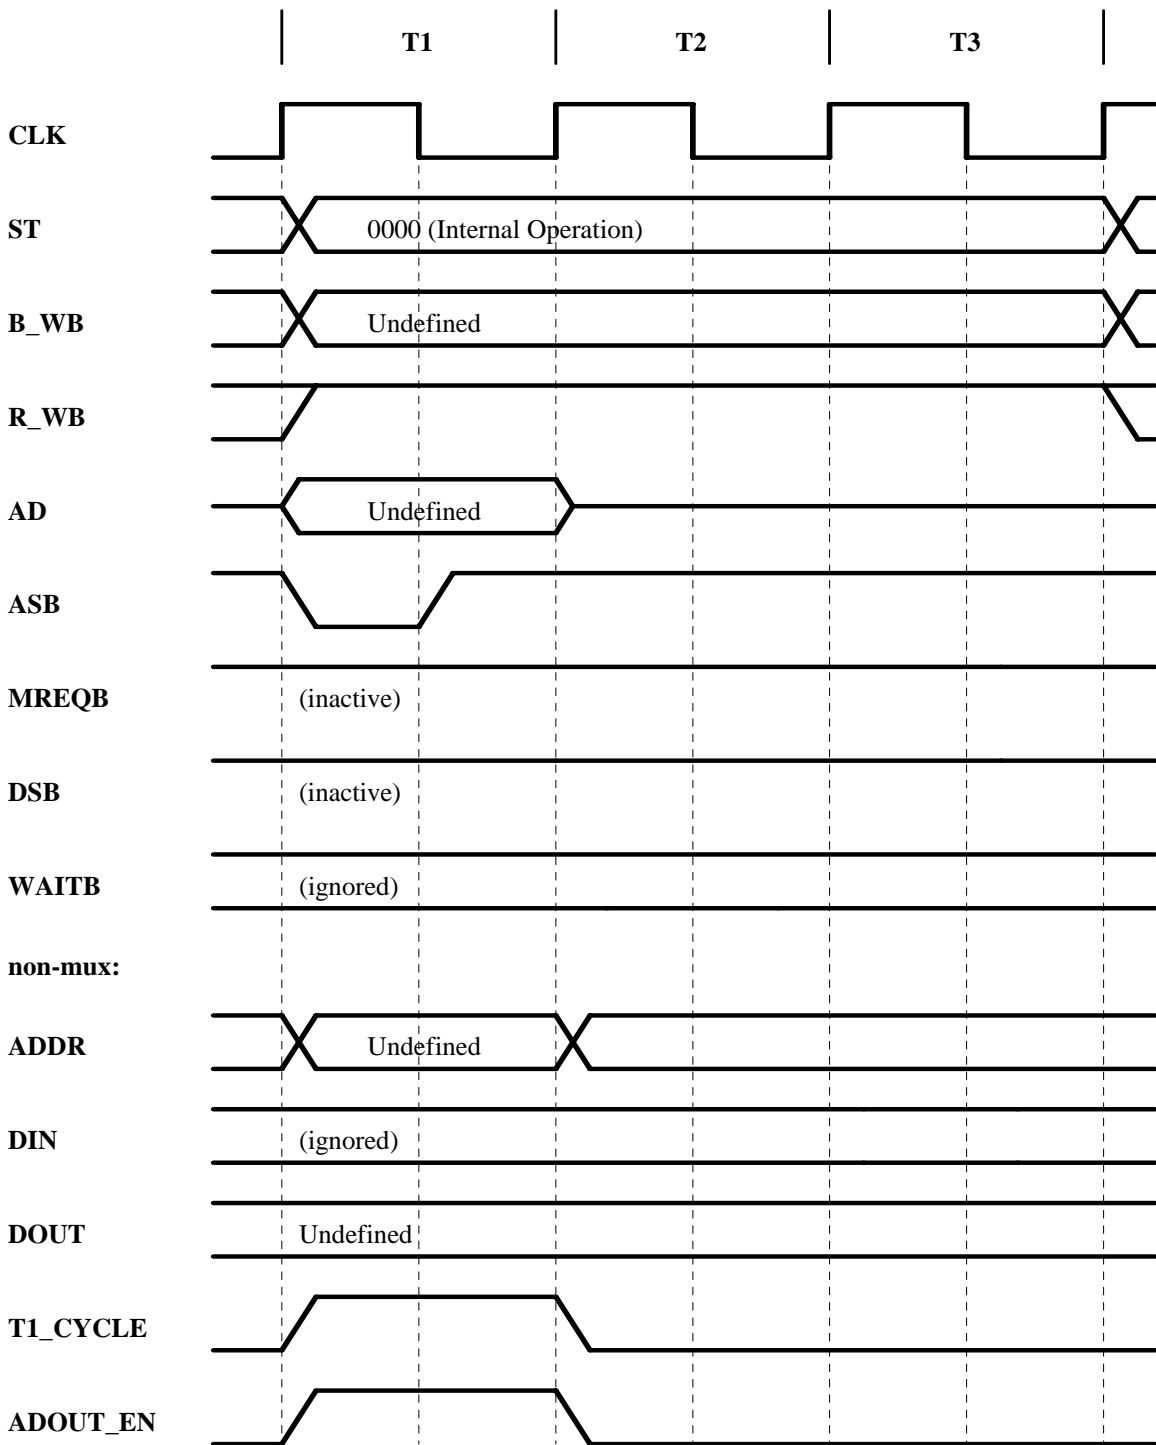 T1 T2 T3
CLK
ST 0000 (Internal Operation)
B_WB Undefined
R_WB
AD Undefined
ASB
MREQB (inactive)
DSB (inactive)
WAITB (ignored)
non-mux:
ADDR Undefined
DIN (ignored)
DOUT Undefined
T1_CYCLE
ADOUT_EN